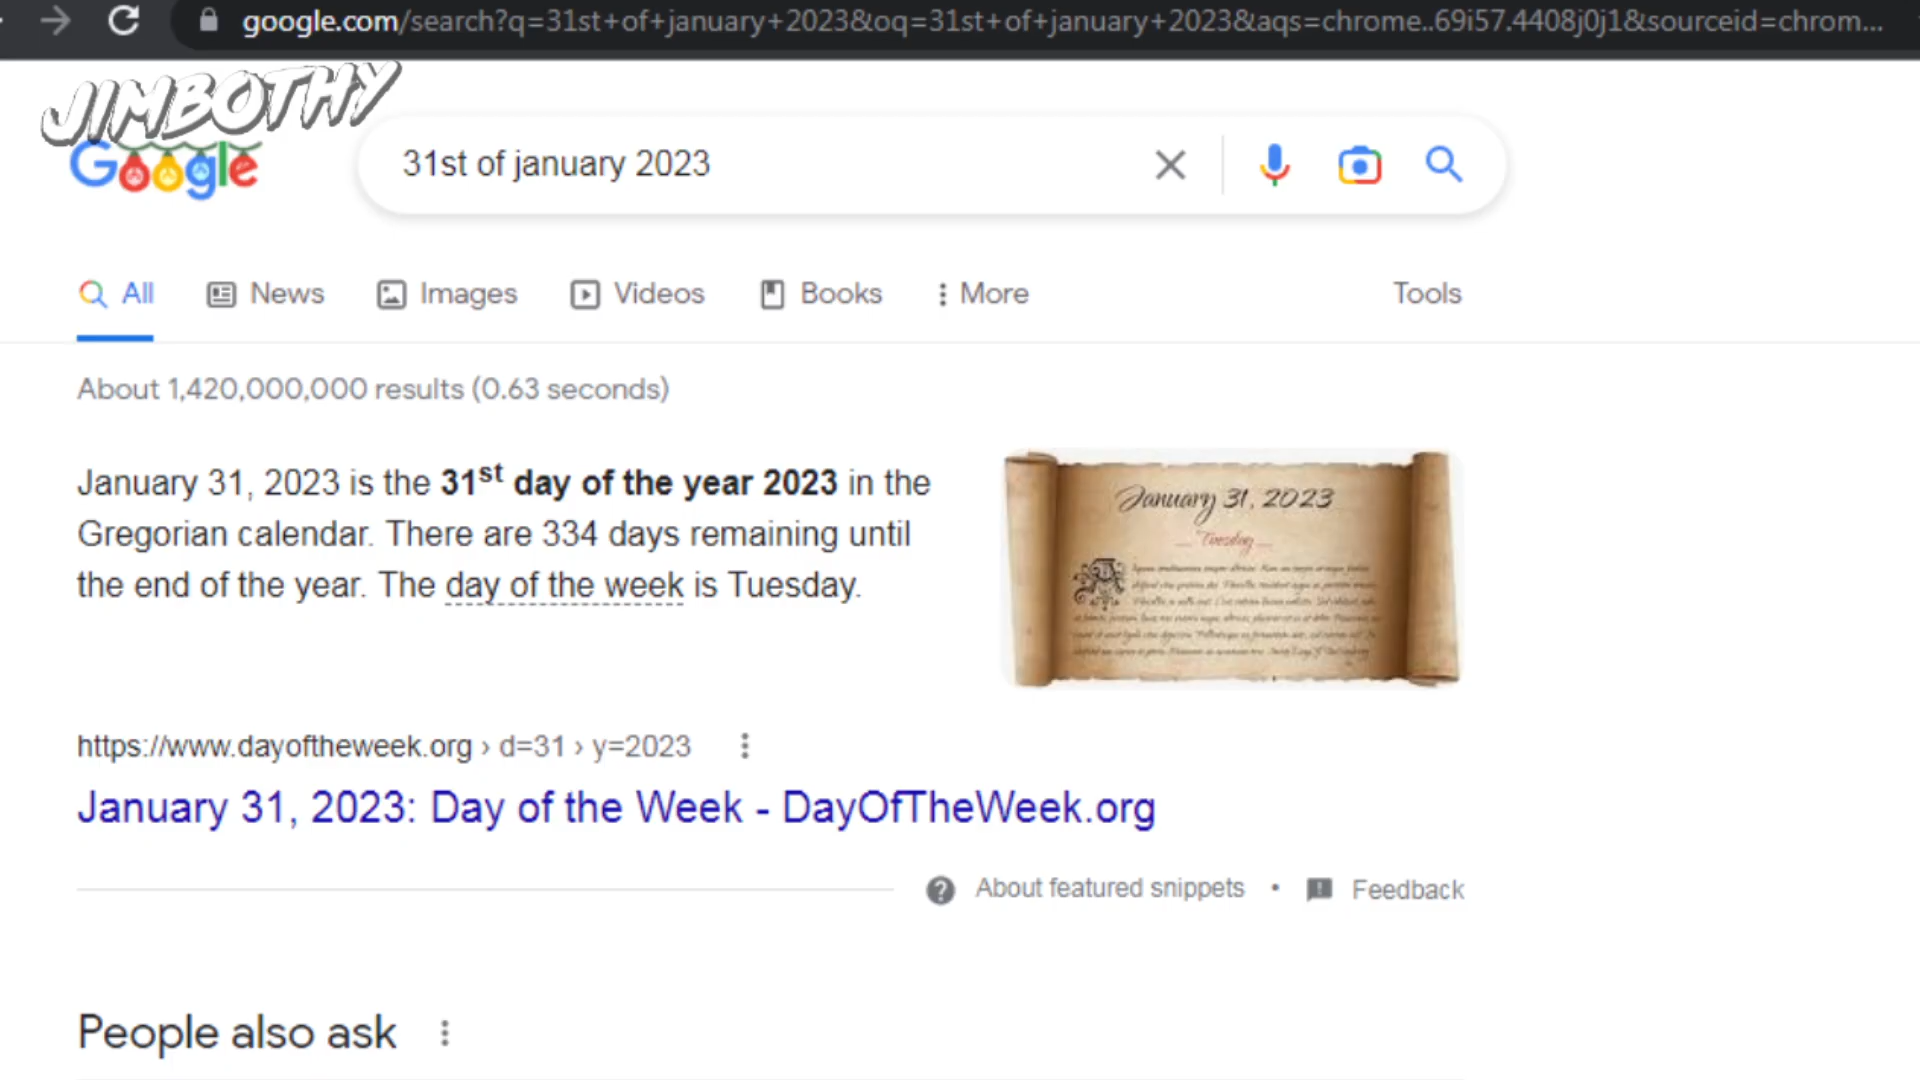 google.com/search?q=31st+of+january+2023&oq=31st+of+january+2023&aqs=chrome..69i57.4408j0j1&sourceid=chrom...
JIMBOTHY
Google
31st of january 2023
All News Images Videos Books More Tools
About 1,420,000,000 results (0.63 seconds)
January 31, 2023 is the 31st day of the year 2023 in the
Gregorian calendar. There are 334 days remaining until
the end of the year. The day of the week is Tuesday.
January 31, 2023
Tuesday
https://www.dayoftheweek.org › d=31 › y=2023
January 31, 2023: Day of the Week - DayOfTheWeek.org
About featured snippets • Feedback
People also ask